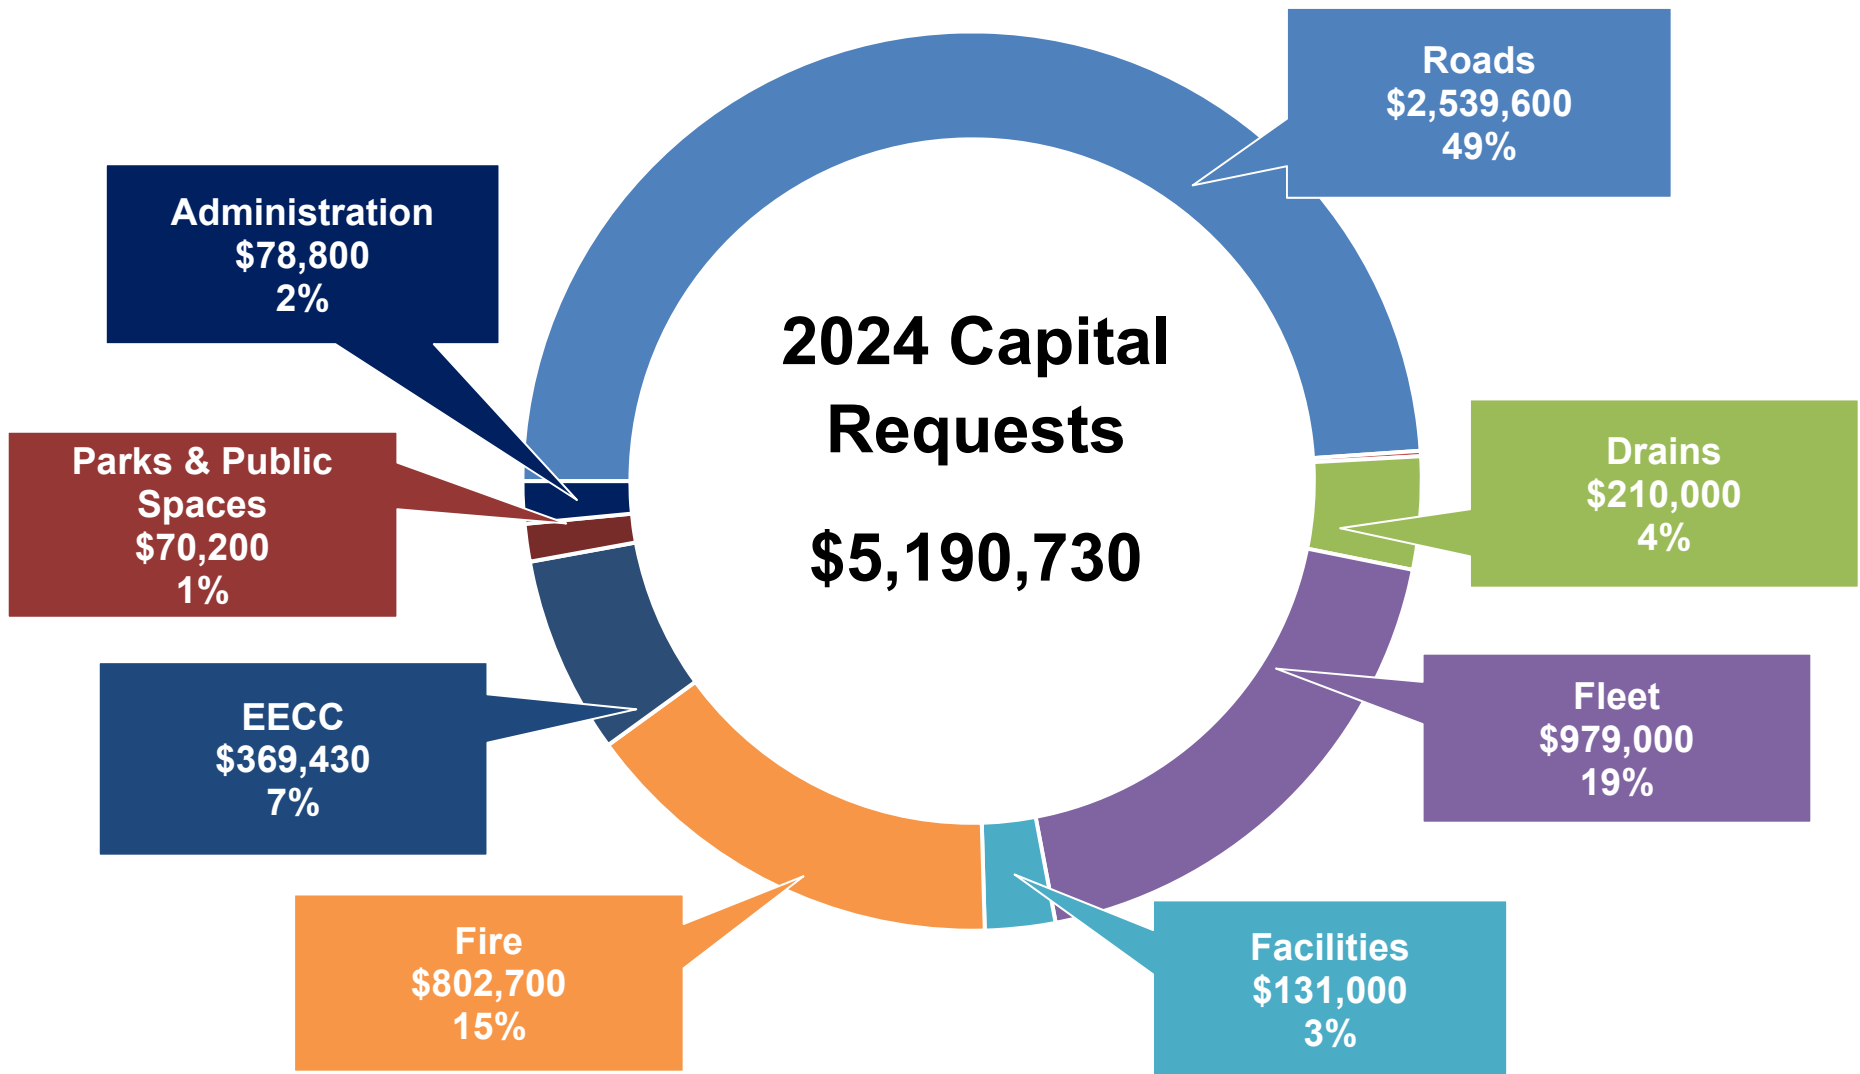 2024 Capital
Requests
$5,190,730
Roads
$2,539,600
49%
Drains
$210,000
4%
Fleet
$979,000
19%
Facilities
$131,000
3%
Fire
$802,700
15%
EECC
$369,430
7%
Parks & Public
Spaces
$70,200
1%
Administration
$78,800
2%